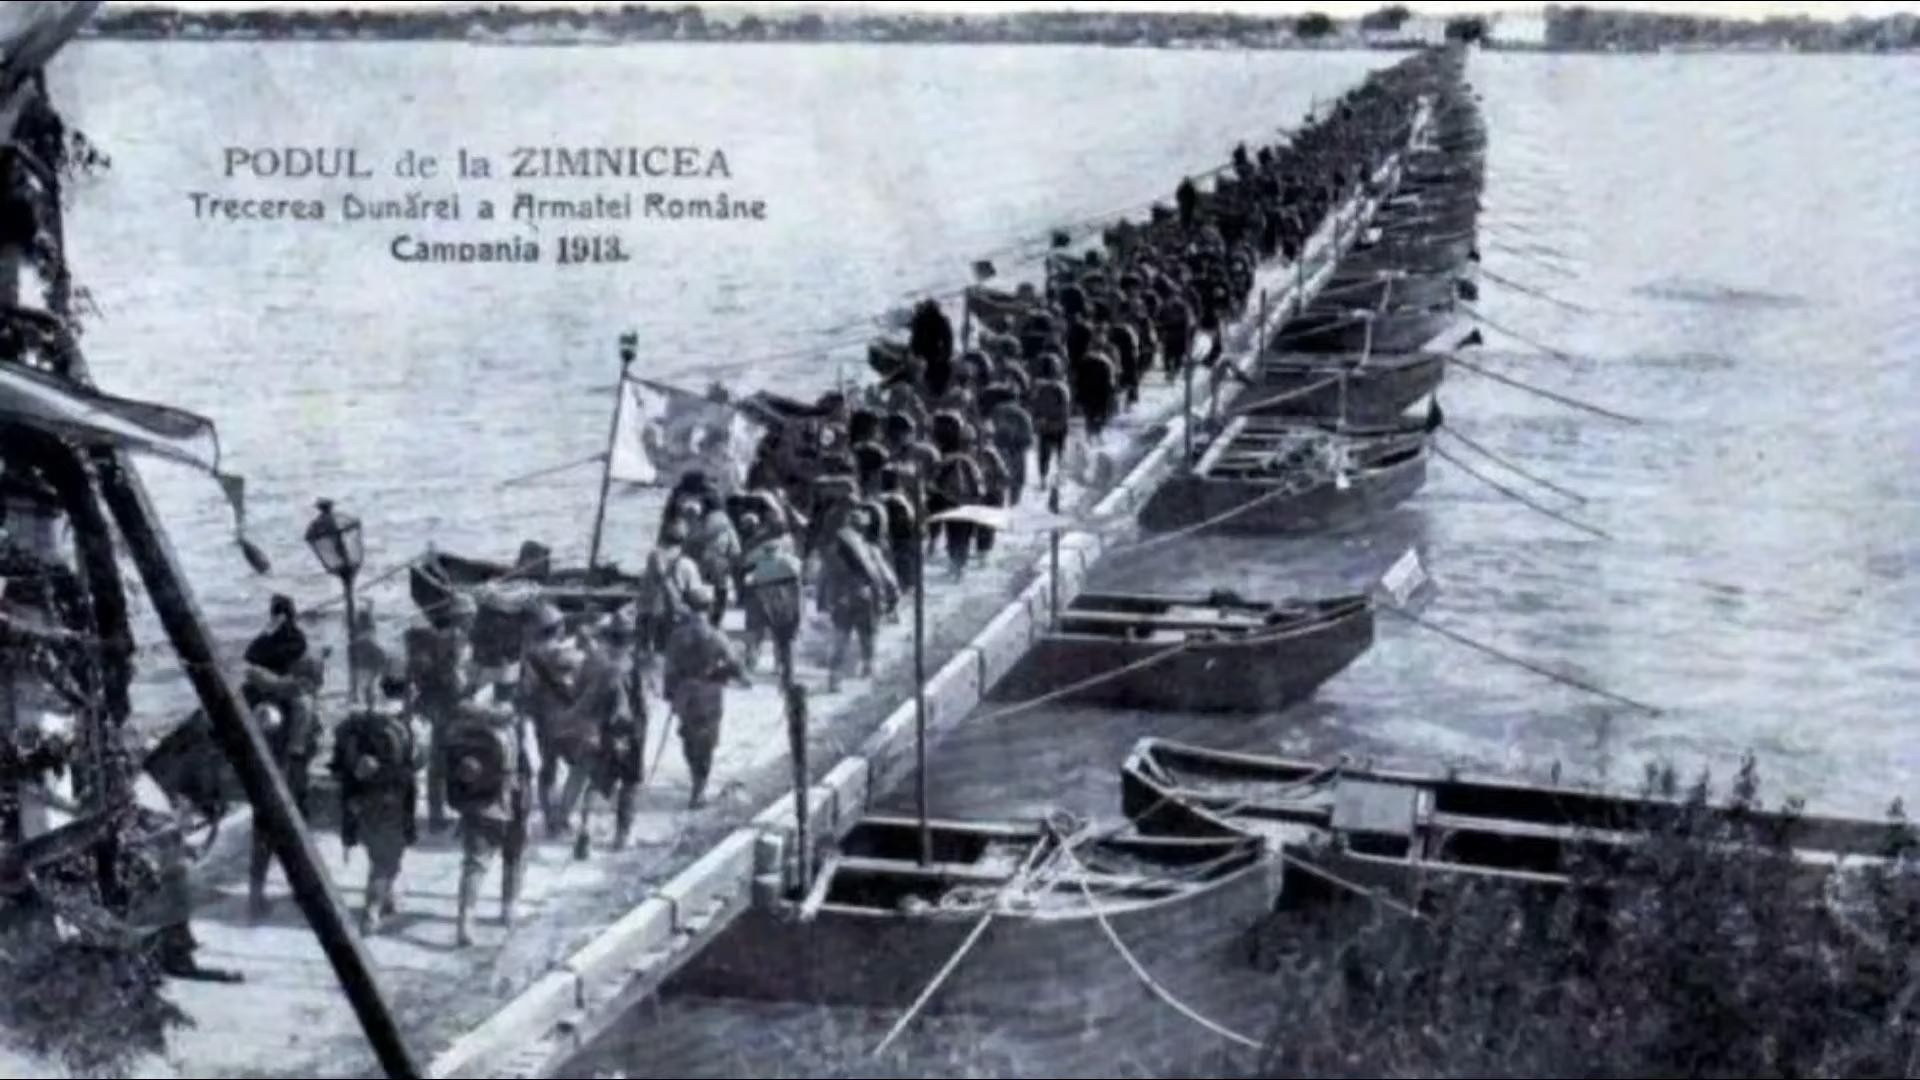 PODUL de la ZIMNICEA
Trecerea Dunărei a Armatei Române
Campania 1913.